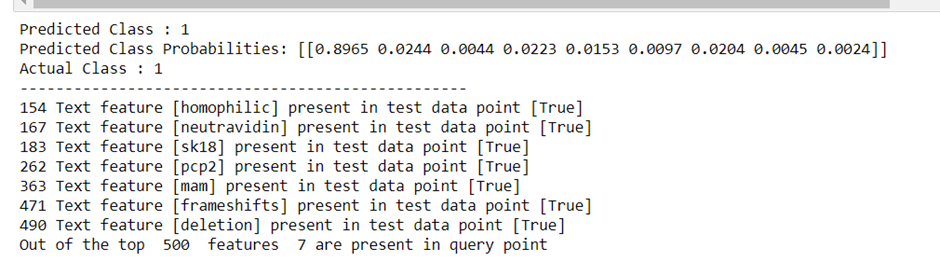 Predicted Class : 1
Predicted Class Probabilities: [[0.8965 0.0244 0.0044 0.0223 0.0153 0.0097 0.0204 0.0045 0.0024]]
Actual Class : 1
--------------------------------------------------
154 Text feature [homophilic] present in test data point [True]
167 Text feature [neutravidin] present in test data point [True]
183 Text feature [sk18] present in test data point [True]
262 Text feature [pcp2] present in test data point [True]
363 Text feature [mam] present in test data point [True]
471 Text feature [frameshifts] present in test data point [True]
490 Text feature [deletion] present in test data point [True]
Out of the top  500  features  7 are present in query point